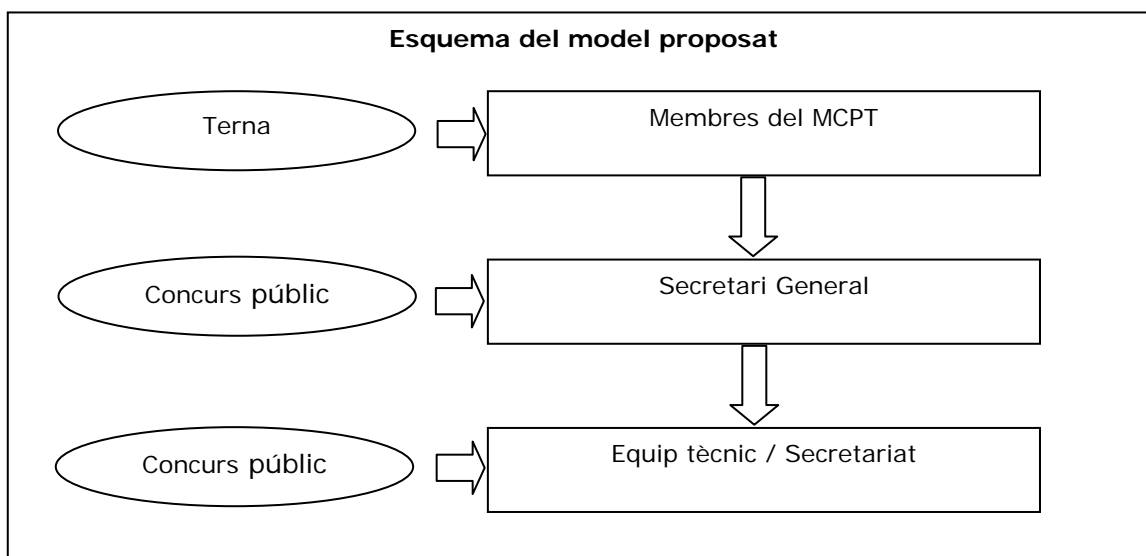 Esquema del model proposat
Terna
Membres del MCPT
Concurs públic
Secretari General
Concurs públic
Equip tècnic / Secretariat